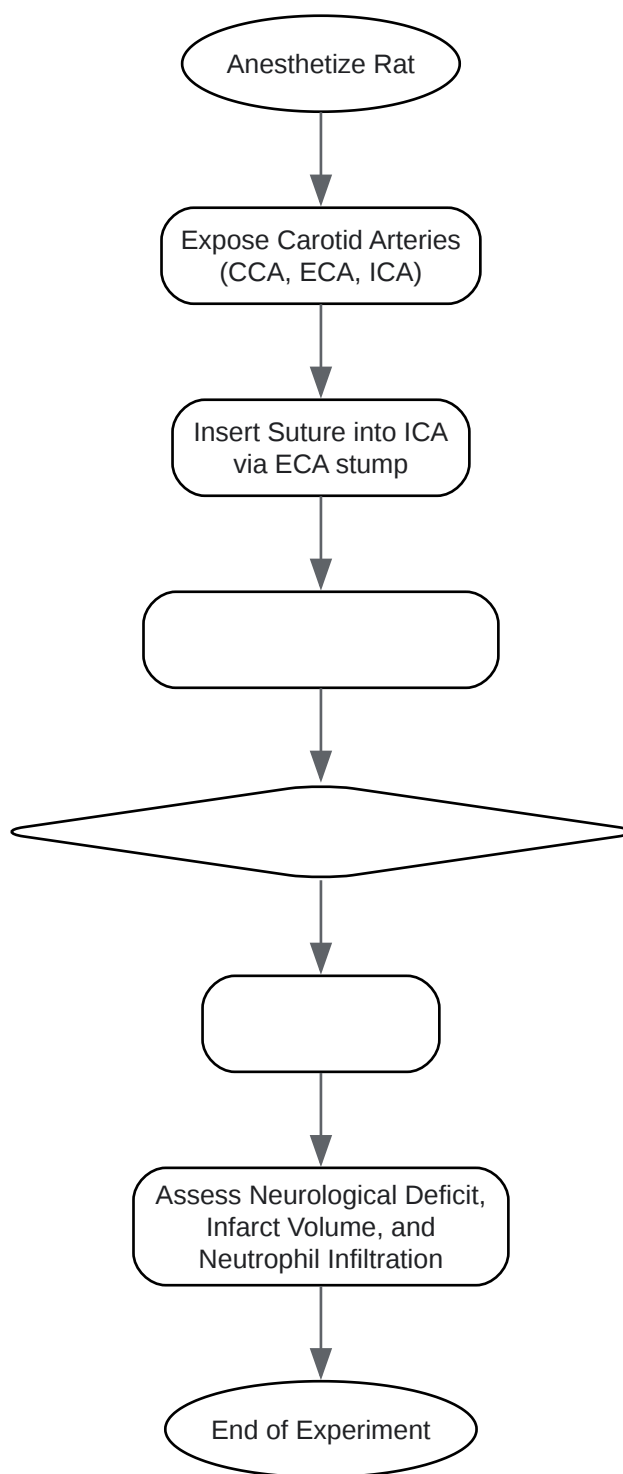 Anesthetize Rat
Expose Carotid Arteries
(CCA, ECA, ICA)
Insert Suture into ICA
via ECA stump
Assess Neurological Deficit,
Infarct Volume, and
Neutrophil Infiltration
End of Experiment